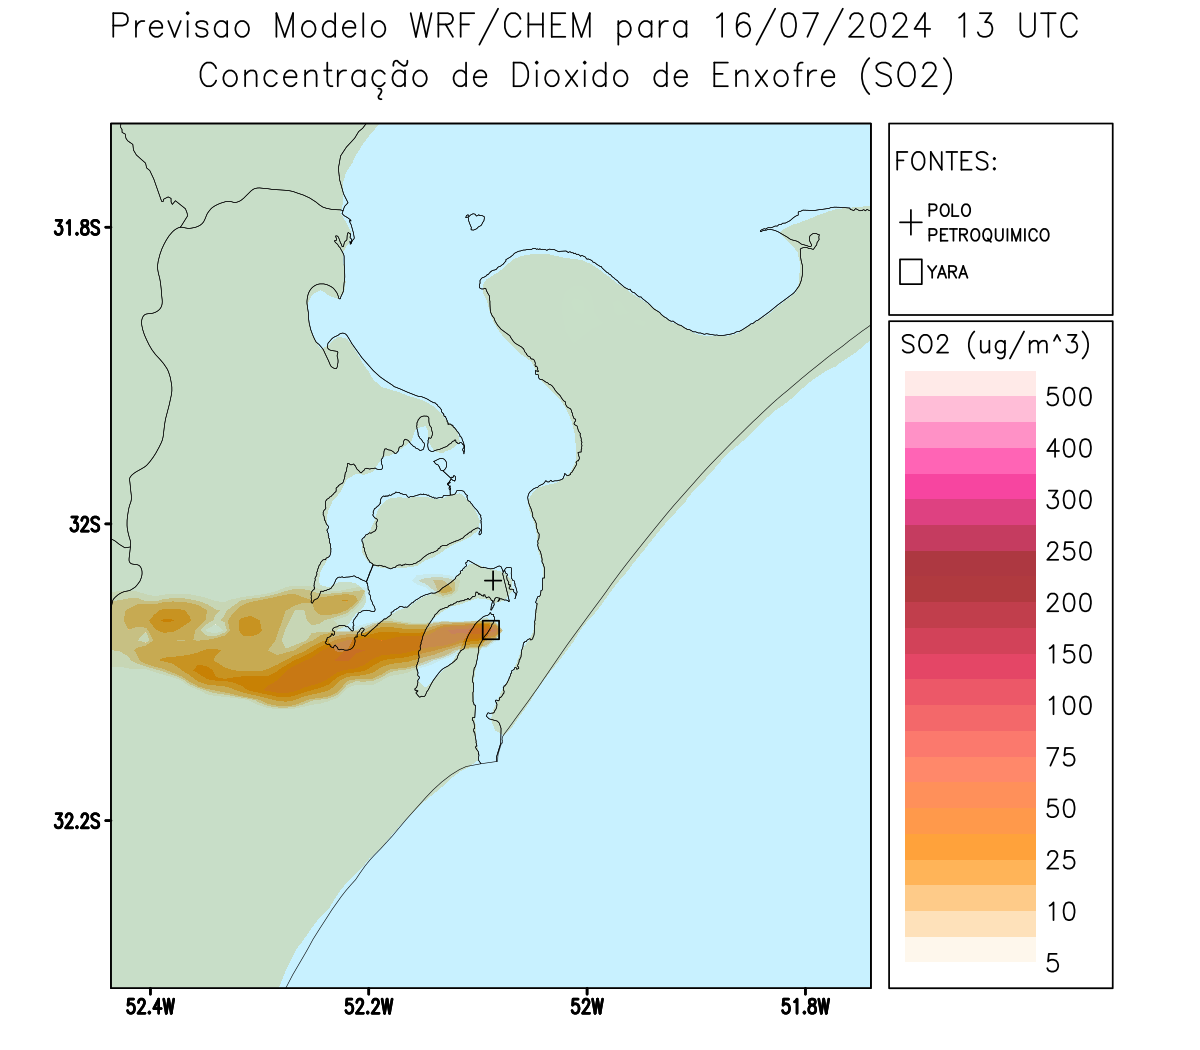 Previsao Modelo WRF/CHEM para 16/07/2024 13 UTC
Concentração de Dioxido de Enxofre (SO2)
FONTES:
POLO
PETROQUIMICO
YARA
31.8S
32S
32.2S
52.4W
52.2W
52W
51.8W
SO2 (ug/m^3)
500
400
300
250
200
150
100
75
50
25
10
5